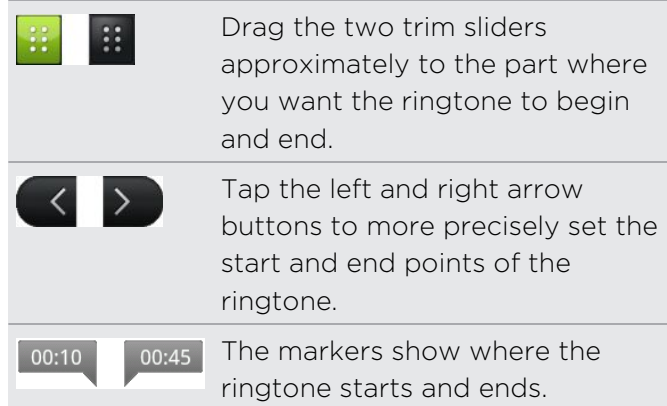 Drag the two trim sliders
approximately to the part where
you want the ringtone to begin
and end.
Tap the left and right arrow
buttons to more precisely set the
start and end points of the
ringtone.
00:10 00:45 The markers show where the
ringtone starts and ends.